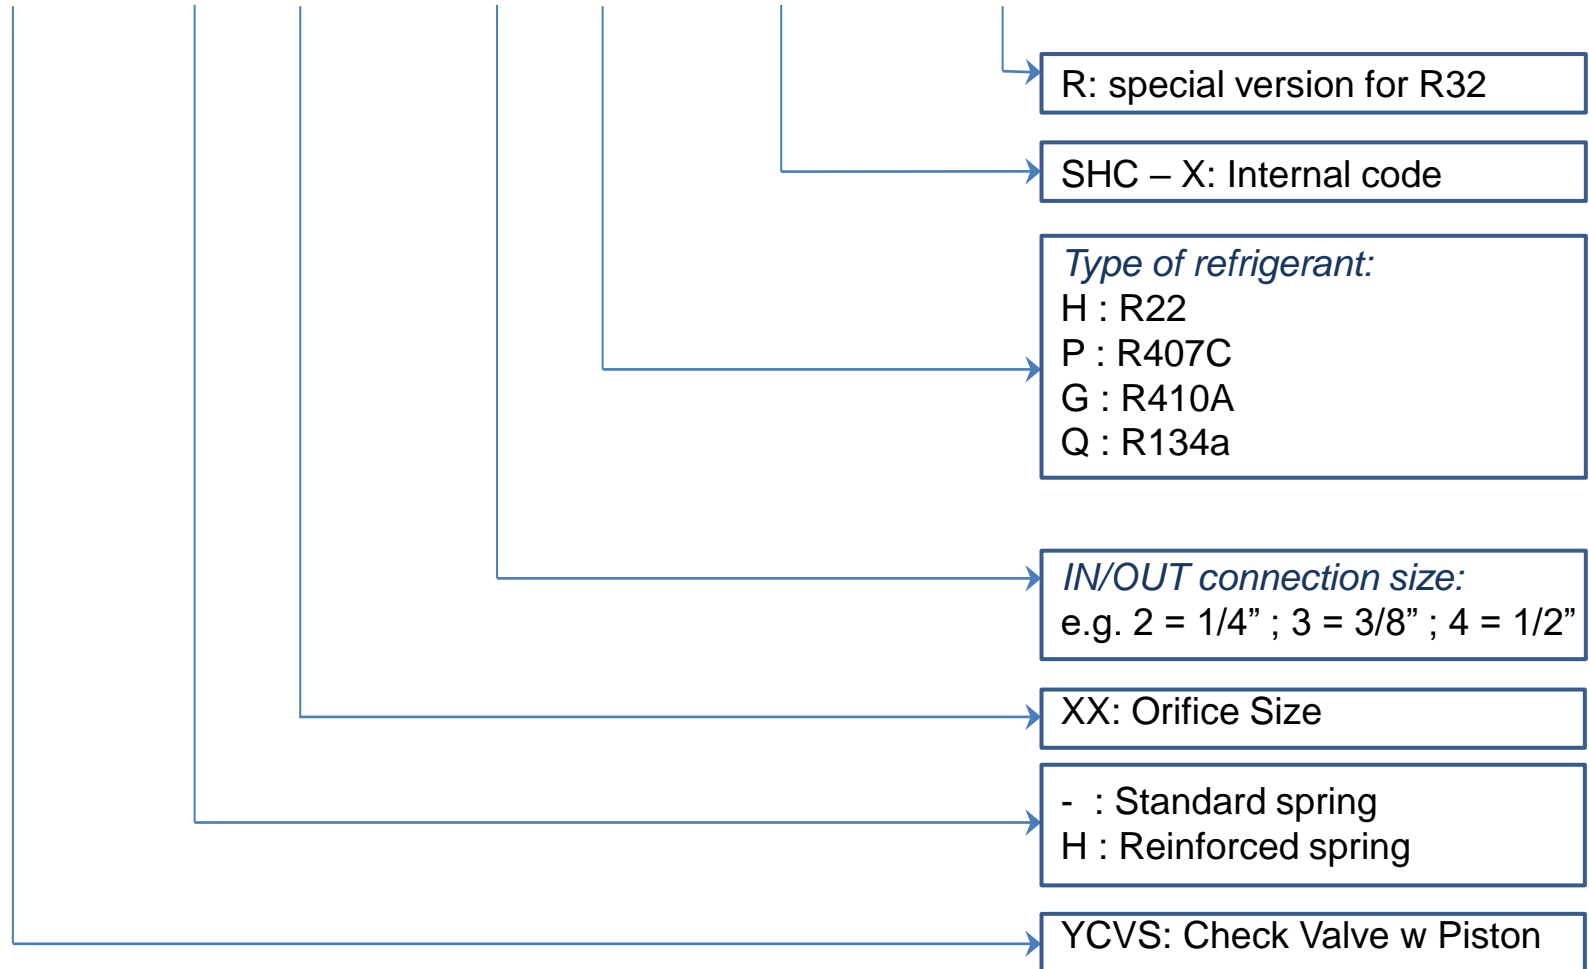 R: special version for R32
SHC – X: Internal code
Type of refrigerant:
H : R22
P : R407C
G : R410A
Q : R134a
IN/OUT connection size:
e.g. 2 = 1/4” ; 3 = 3/8” ; 4 = 1/2”
XX: Orifice Size
- : Standard spring
H : Reinforced spring
YCVS: Check Valve w Piston